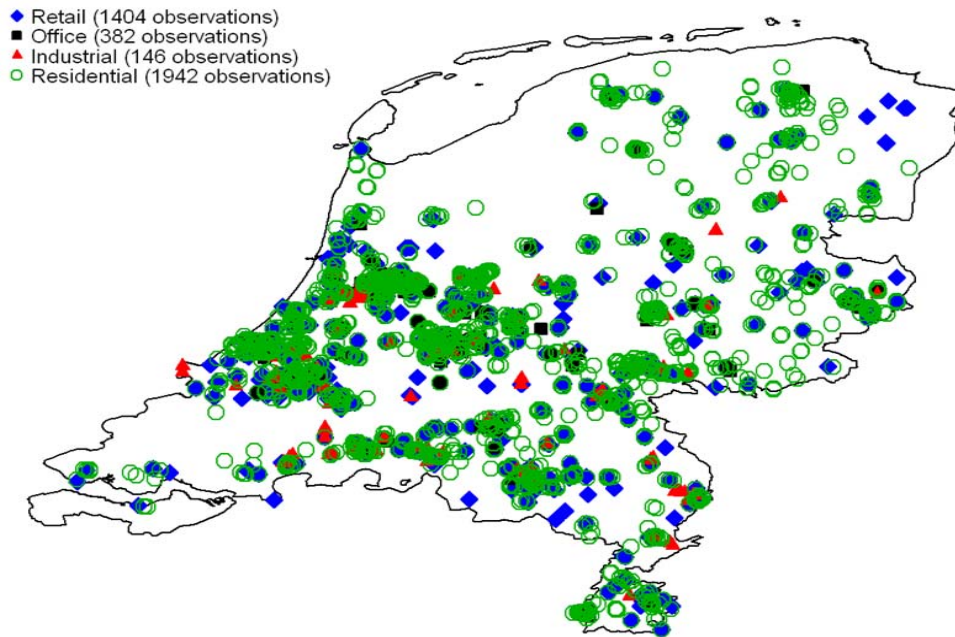 Retail (1404 observations)
Office (382 observations)
Industrial (146 observations)
Residential (1942 observations)